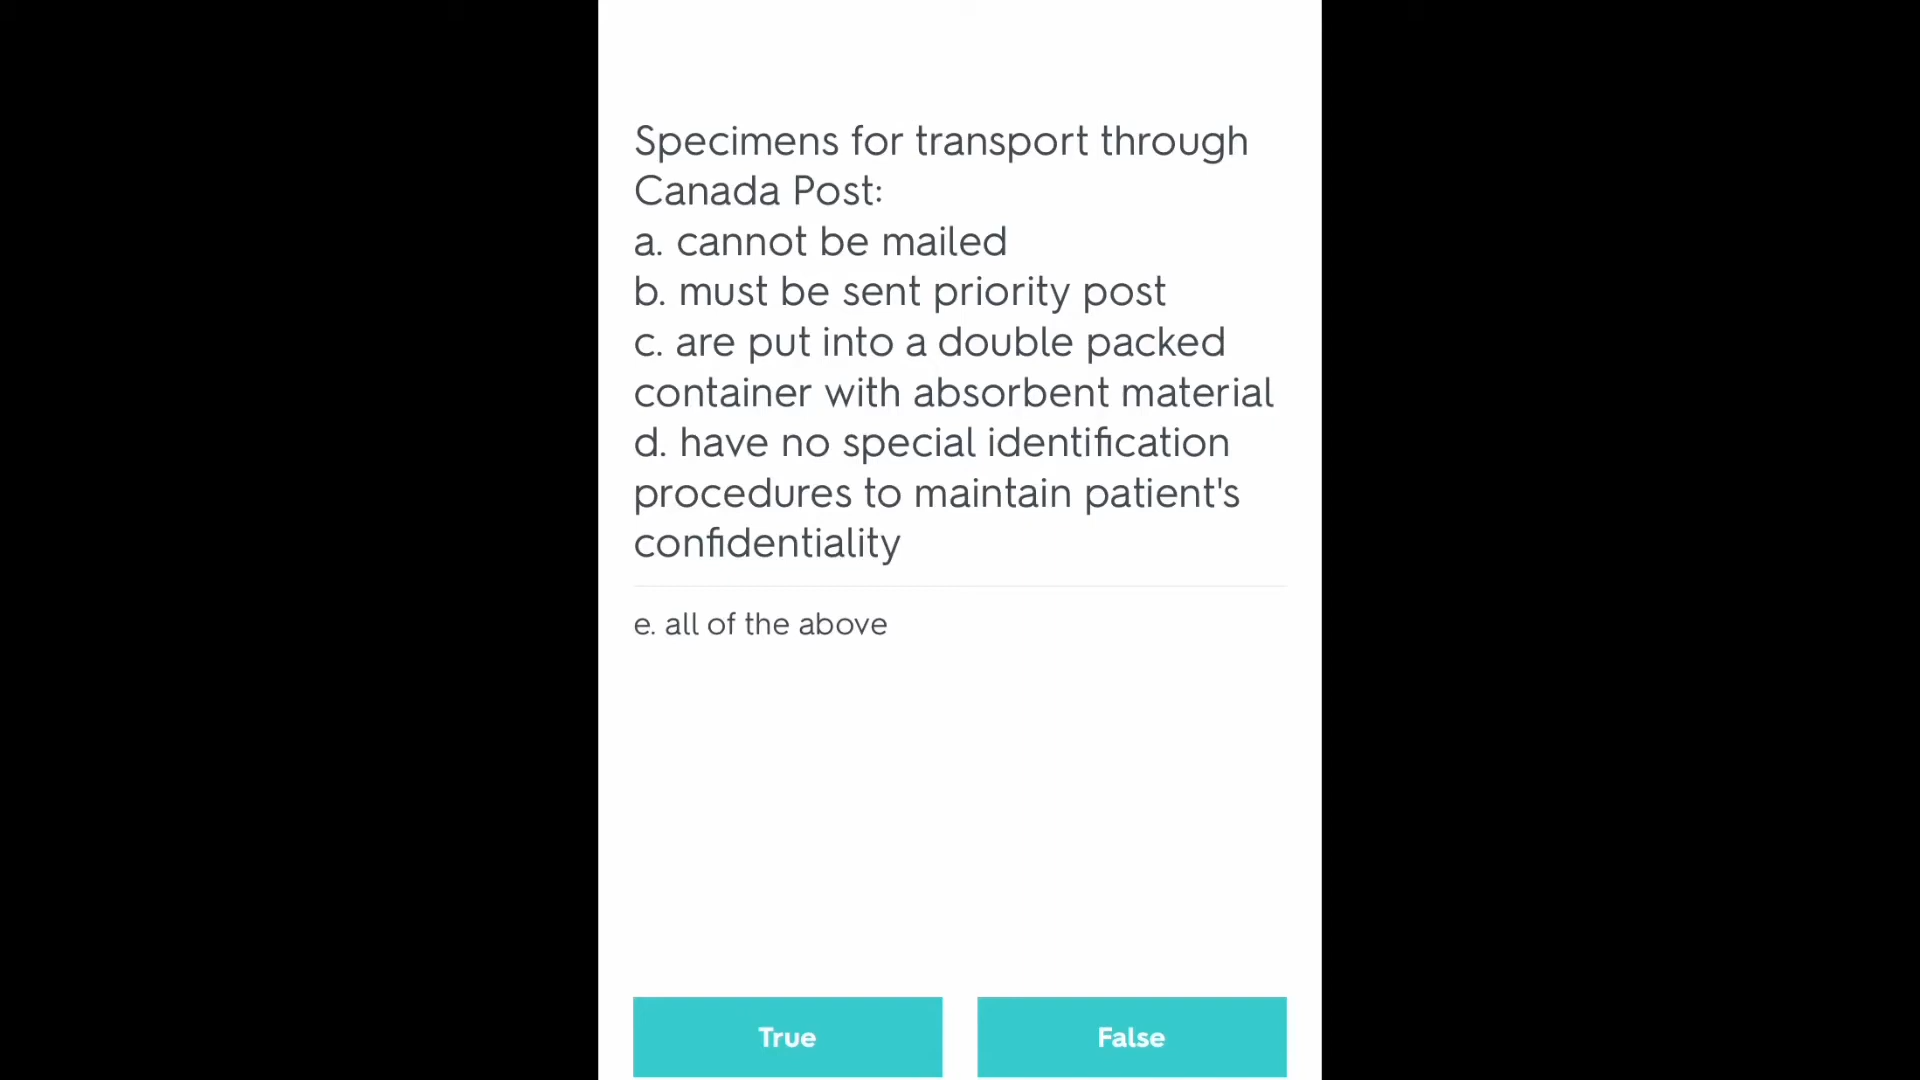 Specimens for transport through
Canada Post:
a. cannot be mailed
b. must be sent priority post
c. are put into a double packed
container with absorbent material
d. have no special identification
procedures to maintain patient's
confidentiality
e. all of the above
True
False